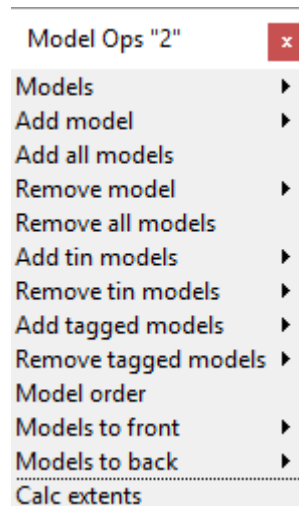 Model Ops "2"
x
Models
Add model
Add all models
Remove model
Remove all models
Add tin models
Remove tin models
Add tagged models
Remove tagged models
Model order
Models to front
Models to back
Calc extents